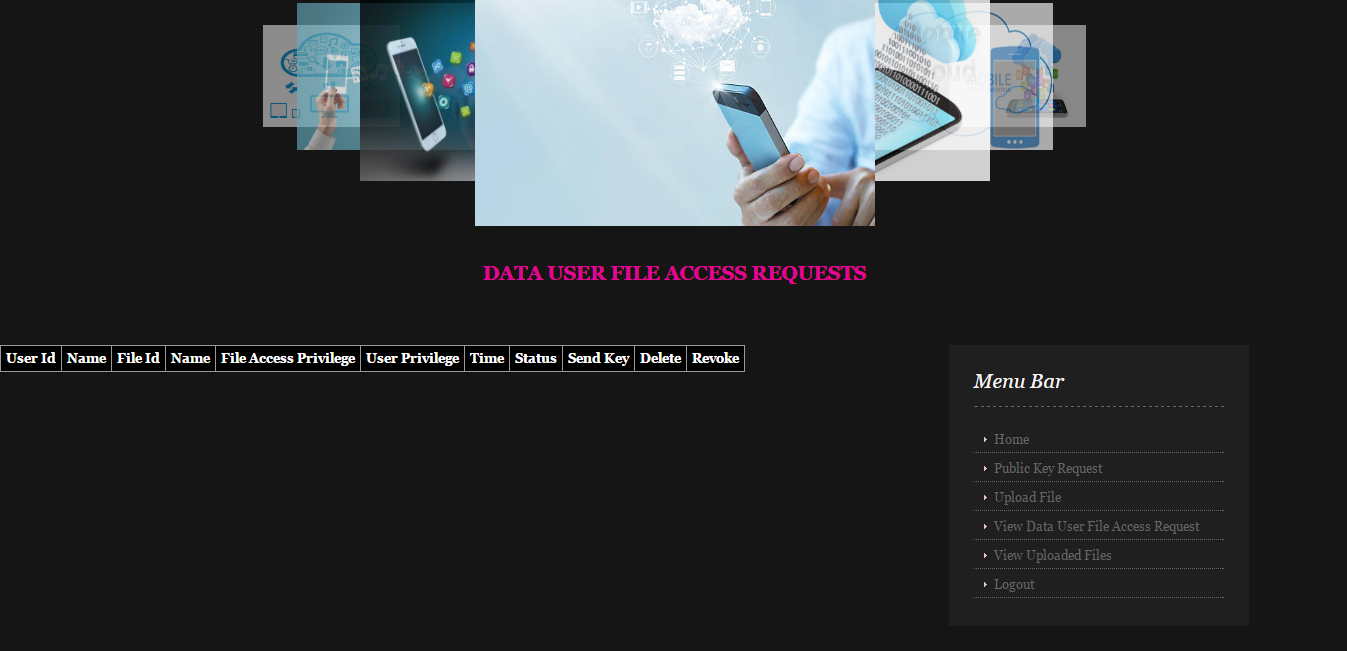 DATA USER FILE ACCESS REQUESTS
User Id Name File Id Name File Access Privilege User Privilege Time Status Send Key Delete Revoke
Menu Bar
Home
Public Key Request
Upload File
View Data User File Access Request
View Uploaded Files
Logout